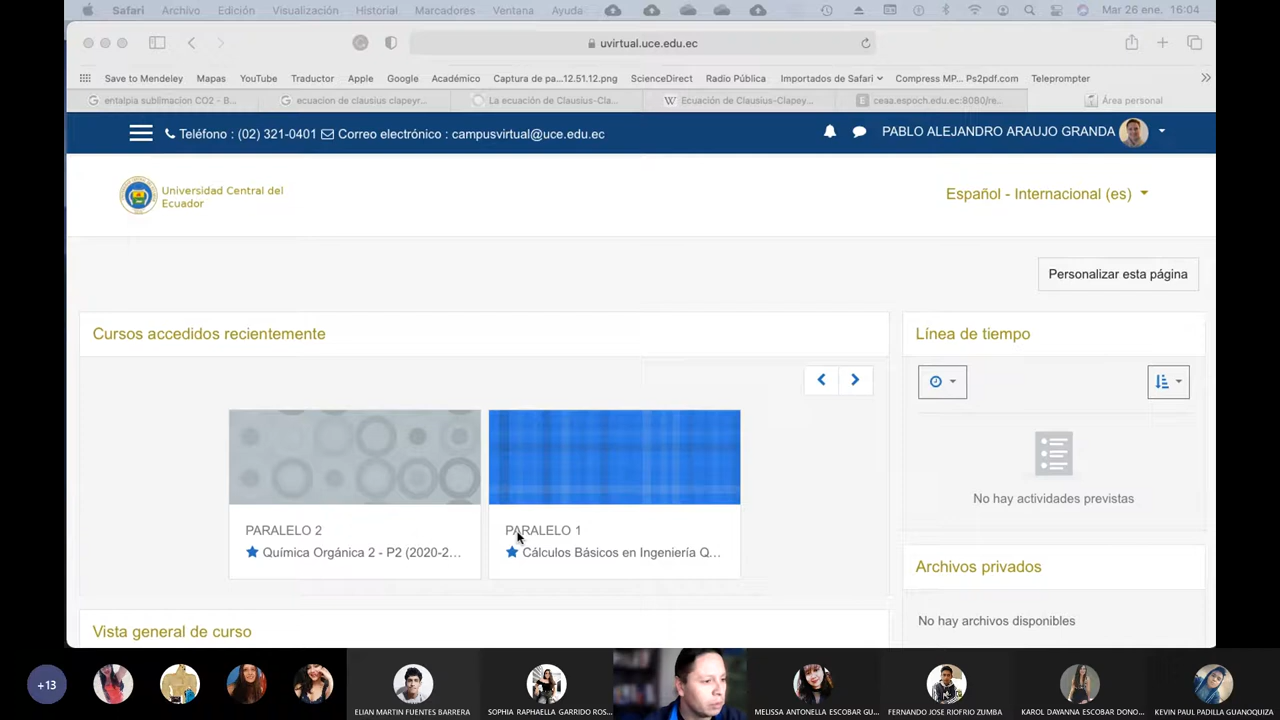 Safari Archivo Edición Visualización Historial Marcadores Ventana Ayuda Mar 26 ene. 16:04
uvirtual.uce.edu.ec
Save to Mendeley Mapas YouTube Traductor Apple Google Académico Captura de pa...12.51.12.png ScienceDirect Radio Pública Importados de Safari Compress MP... Ps2pdf.com Teleprompter
entalpia sublimacion CO2 - B... ecuacion de clausius clapeyr... La ecuación de Clausius-Cla... Ecuación de Clausius-Clapey... ceaa.espoch.edu.ec:8080/re... Área personal
Teléfono : (02) 321-0401 Correo electrónico : campusvirtual@uce.edu.ec PABLO ALEJANDRO ARAUJO GRANDA
Universidad Central del
Ecuador
Español - Internacional (es)
Personalizar esta página
Cursos accedidos recientemente
Línea de tiempo
No hay actividades previstas
PARALELO 2 PARALELO 1
Química Orgánica 2 - P2 (2020-2... Cálculos Básicos en Ingeniería Q...
Archivos privados
No hay archivos disponibles
Vista general de curso
+13
ELIAN MARTIN FUENTES BARRERA SOPHIA RAPHAELLA GARRIDO ROS... MELISSA ANTONELLA ESCOBAR GU... FERNANDO JOSE RIOFRIO ZUMBA KAROL DAYANNA ESCOBAR DONO... KEVIN PAUL PADILLA GUANOQUIZA